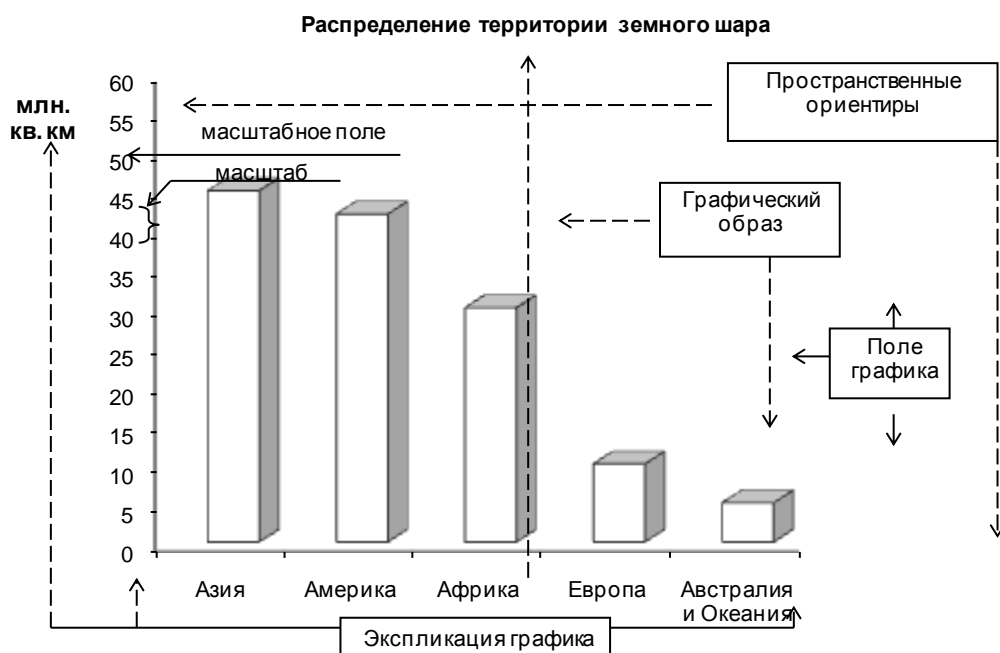 Распределение территории земного шара
млн.
кв. км
60
55
50
45
40
35
30
25
20
15
10
5
0
масштабное поле
масштаб
Пространственные
ориентиры
Графический
образ
Поле
графика
Азия
Америка
Африка
Европа
Австралия
и Океания
Экспликация графика